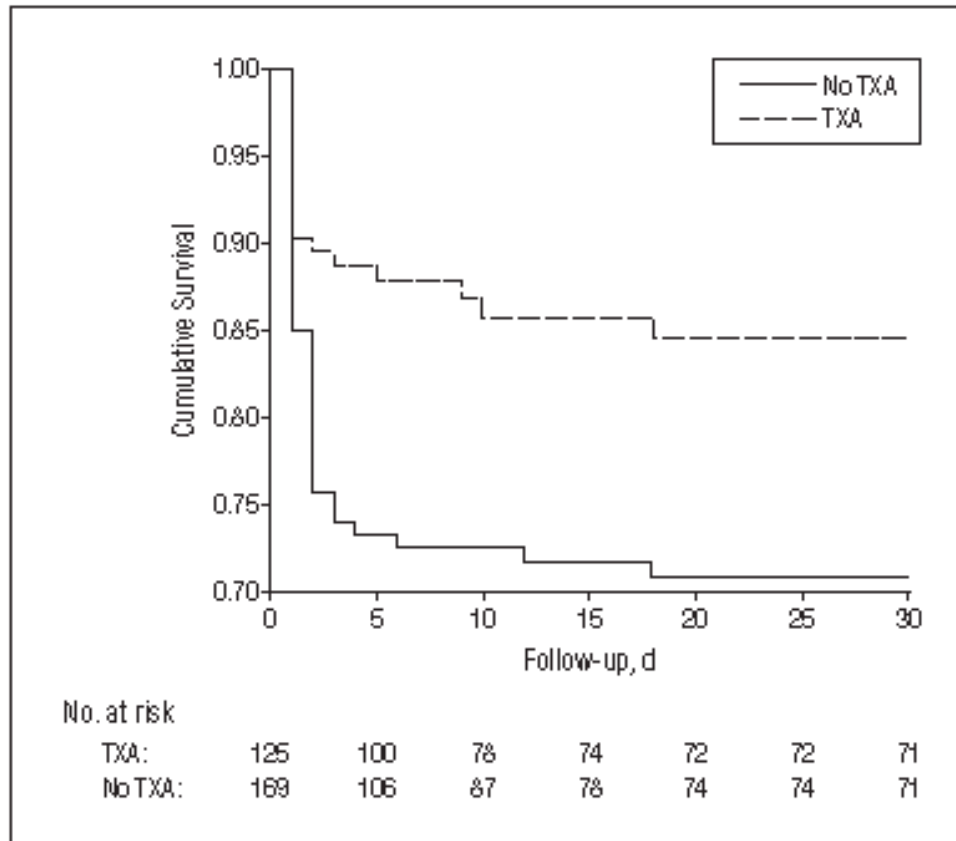 No TXA
TXA
1.00
0.95
0.90
0.85
0.80
0.75
0.70
Cumulative Survival
0 5 10 15 20 25 30
Follow-up, d
No. at risk
TXA: 125 100 78 74 72 72 71
No TXA: 169 106 87 78 74 74 71